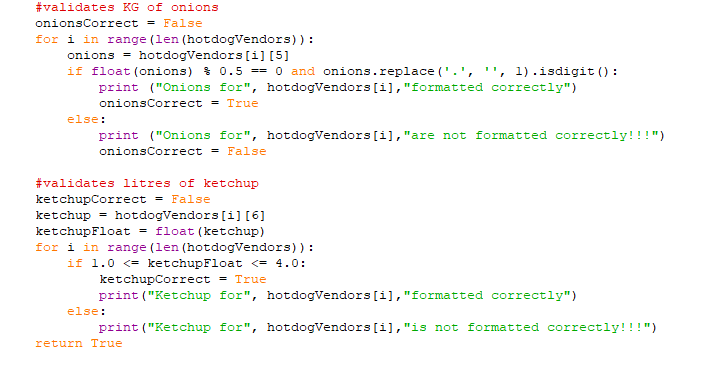 #validates KG of onions
onionsCorrect = False
for i in range(len(hotdogVendors)):
    onions = hotdogVendors[i][5]
    if float(onions) % 0.5 == 0 and onions.replace('.', '', 1).isdigit():
        print ("Onions for", hotdogVendors[i],"formatted correctly")
        onionsCorrect = True
    else:
        print ("Onions for", hotdogVendors[i],"are not formatted correctly!!!")
        onionsCorrect = False

#validates litres of ketchup
ketchupCorrect = False
ketchup = hotdogVendors[i][6]
ketchupFloat = float(ketchup)
for i in range(len(hotdogVendors)):
    if 1.0 <= ketchupFloat <= 4.0:
        ketchupCorrect = True
        print("Ketchup for", hotdogVendors[i],"formatted correctly")
    else:
        print("Ketchup for", hotdogVendors[i],"is not formatted correctly!!!")
return True